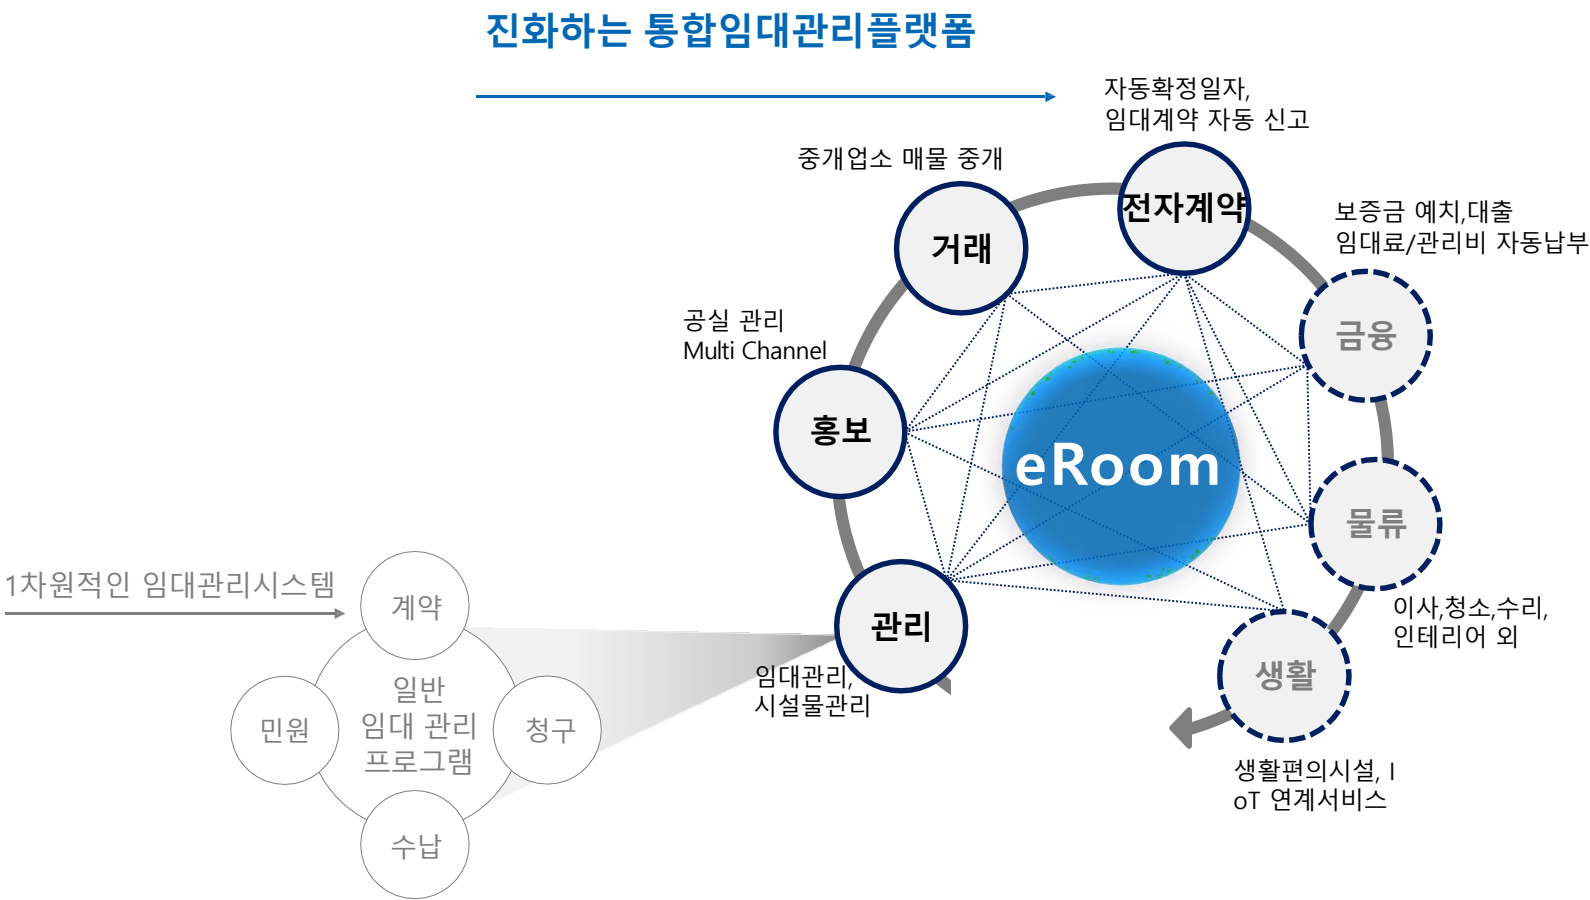 진화하는 통합임대관리플랫폼
자동확정일자,
임대계약 자동 신고
중개업소 매물 중개
전자계약
보증금 예치,대출
임대료/관리비 자동납부
거래
공실 관리
Multi Channel
금융
홍보
eRoom
물류
이사,청소,수리,
인테리어 외
관리
임대관리,
시설물관리
생활
생활편의시설, I
oT 연계서비스
1차원적인 임대관리시스템
계약
일반
임대 관리
프로그램
민원
청구
수납